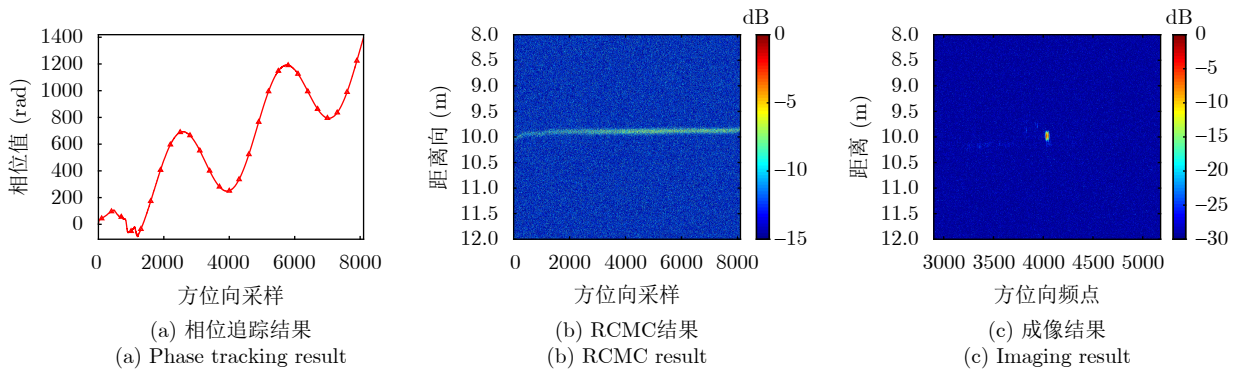 1400
1200
1000
800
600
400
200
0
相位值 (rad)
0 2000 4000 6000 8000
方位向采样
(a) 相位追踪结果
(a) Phase tracking result
dB
8.0
8.5
9.0
9.5
10.0
10.5
11.0
11.5
12.0
距离向 (m)
0 2000 4000 6000 8000
0
−5
−10
−15
方位向采样
(b) RCMC结果
(b) RCMC result
dB
8.0
8.5
9.0
9.5
10.0
10.5
11.0
11.5
12.0
距离 (m)
3000 3500 4000 4500 5000
0
−5
−10
−15
−20
−25
−30
方位向频点
(c) 成像结果
(c) Imaging result